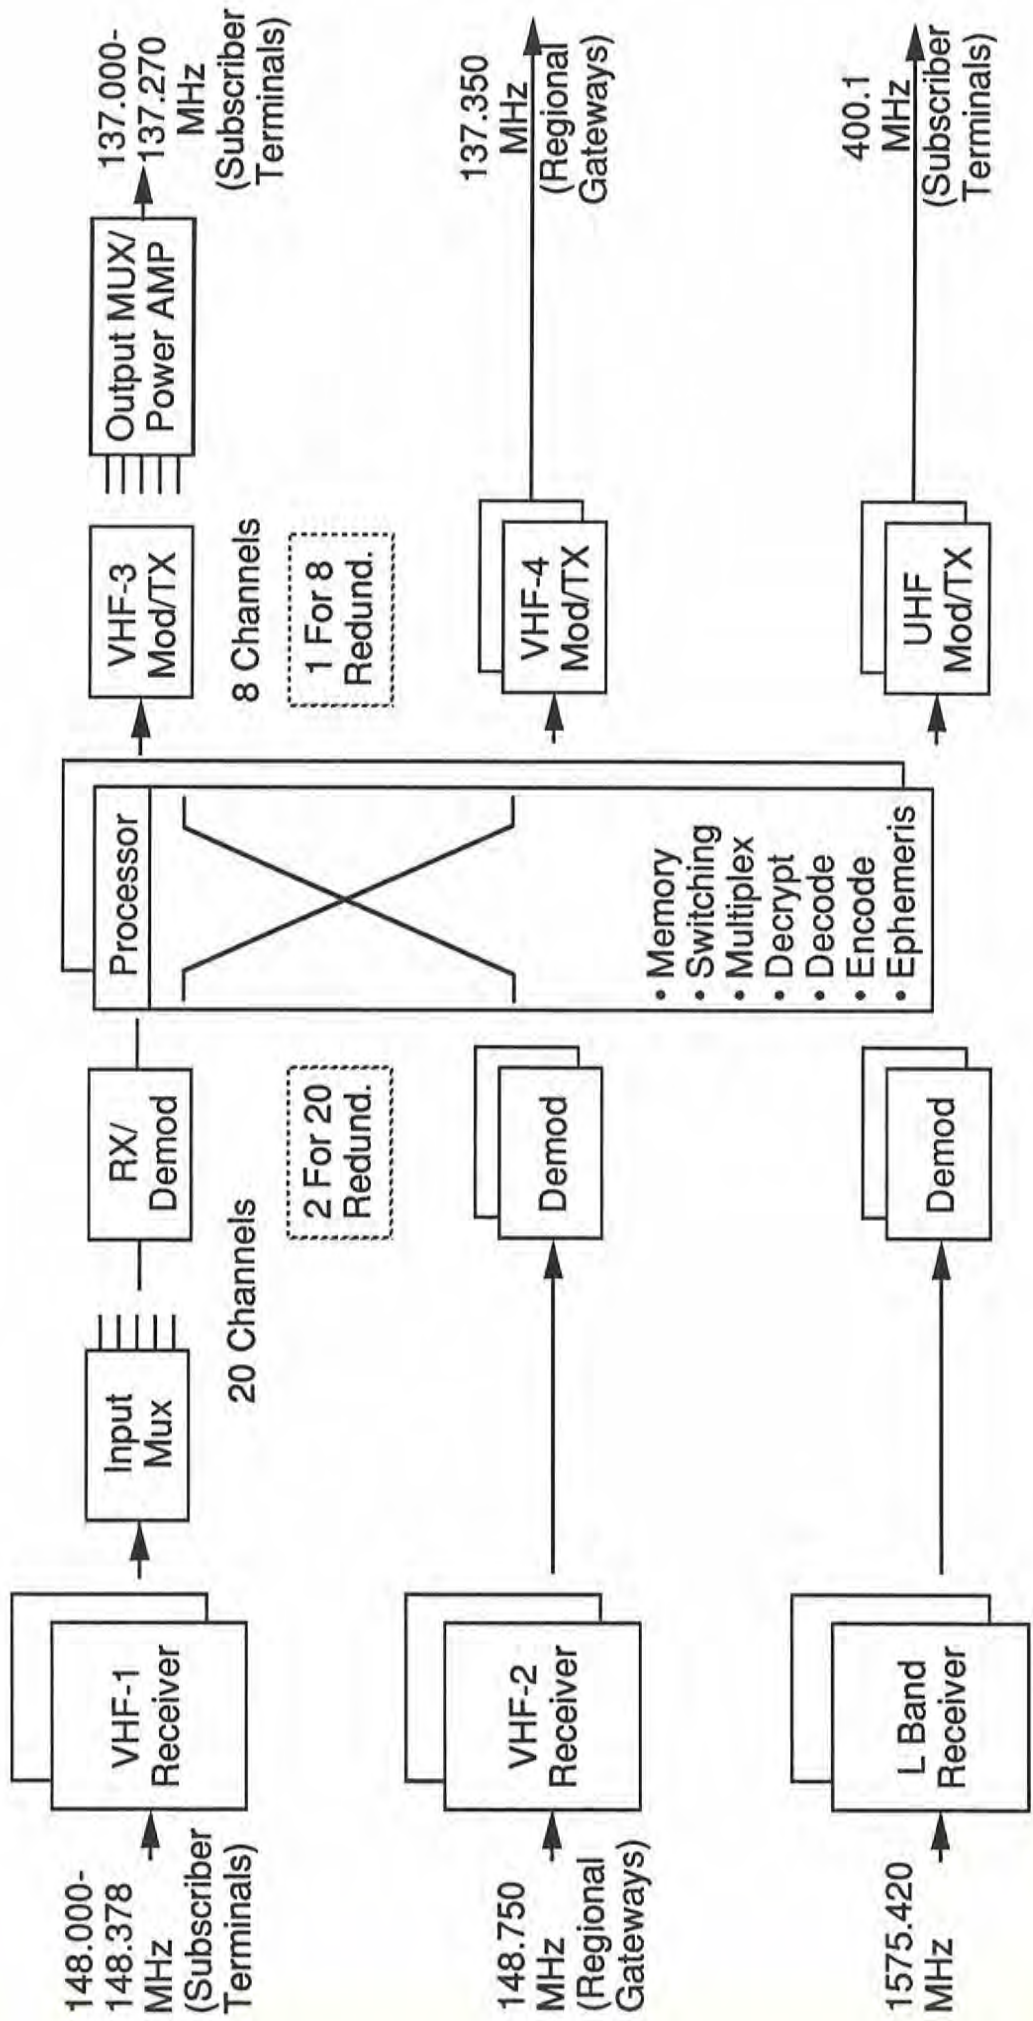 148.000-
148.378
MHz
(Subscriber
Terminals)
VHF-1
Receiver
Input
Mux
20 Channels
RX/
Demod
2 For 20
Redund.
Processor
VHF-3
Mod/TX
8 Channels
1 For 8
Redund.
Output MUX/
Power AMP
137.000-
137.270
MHz
(Subscriber
Terminals)
148.750
MHz
(Regional
Gateways)
VHF-2
Receiver
Demod
VHF-4
Mod/TX
137.350
MHz
(Regional
Gateways)
1575.420
MHz
L Band
Receiver
Demod
• Memory
• Switching
• Multiplex
• Decrypt
• Decode
• Encode
• Ephemeris
UHF
Mod/TX
400.1
MHz
(Subscriber
Terminals)